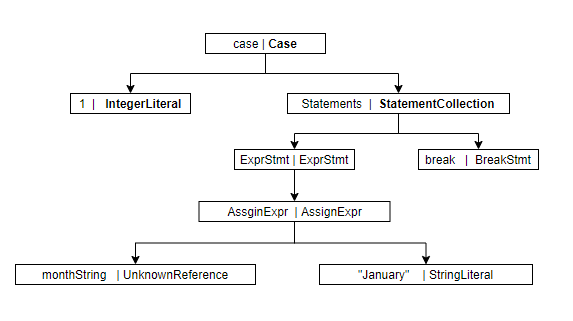 case | Case
1 | IntegerLiteral
Statements | StatementCollection
ExprStmt | ExprStmt
break | BreakStmt
AssginExpr | AssignExpr
monthString | UnknownReference
"January" | StringLiteral